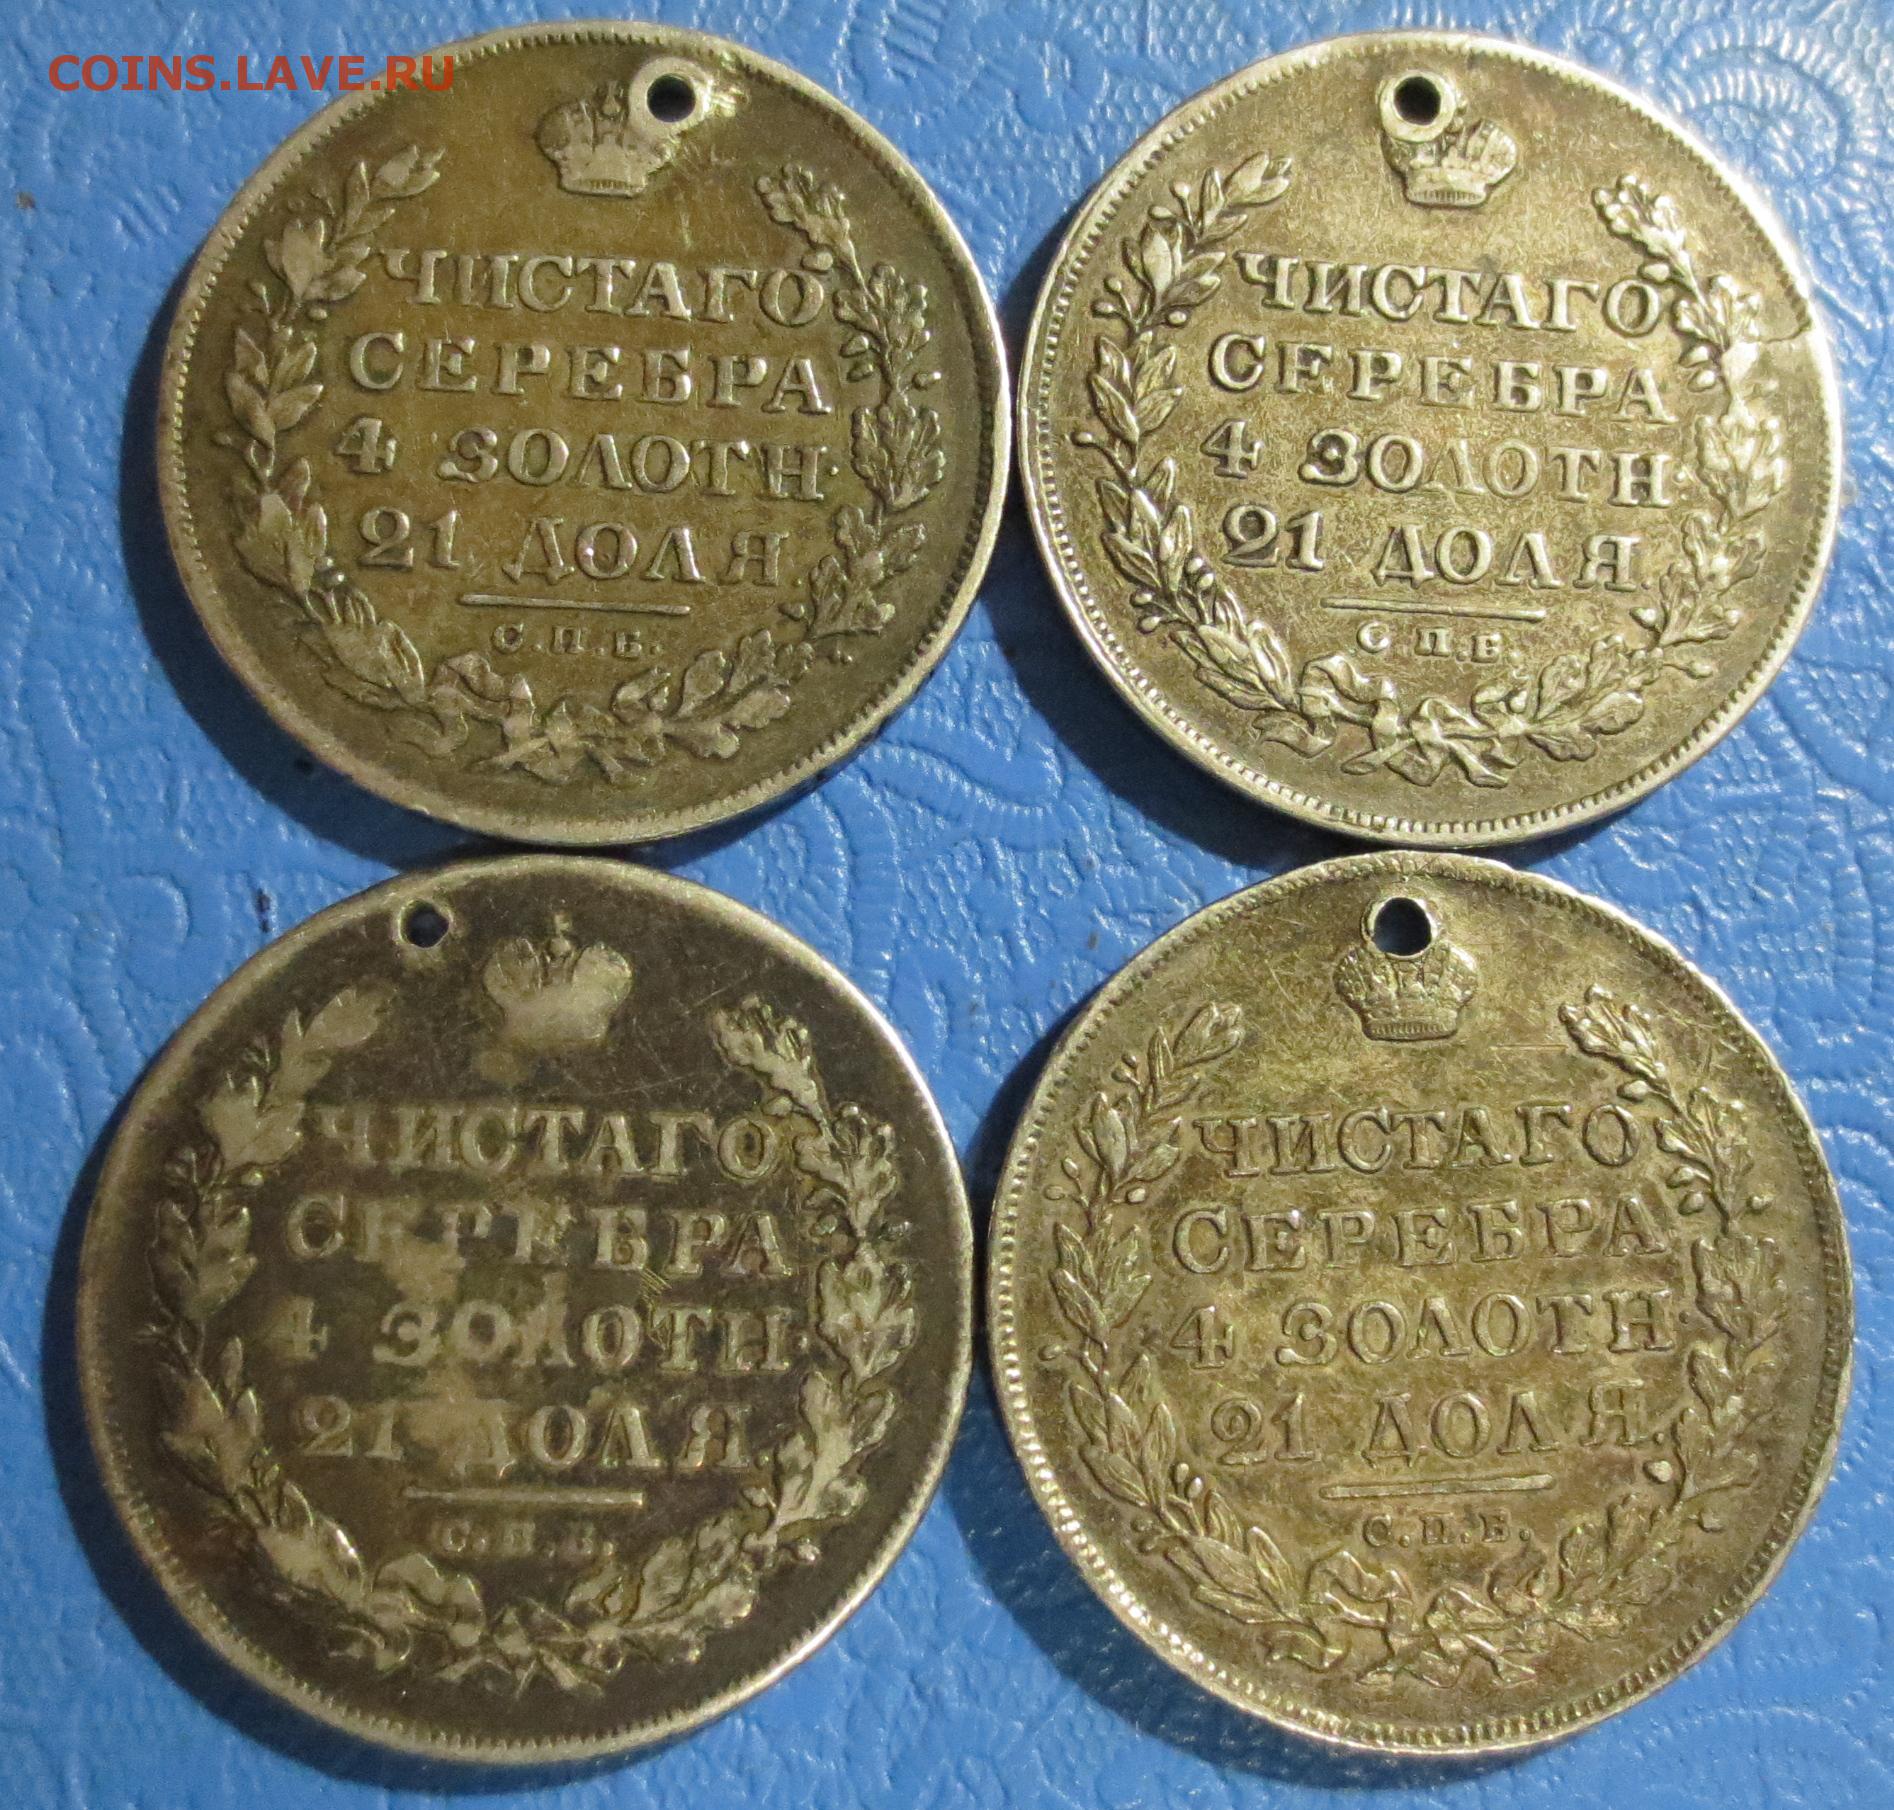 COINS.LAVE.RU
ЧИСТАГО
СЕРЕБРА
4 ЗОЛОТН.
21 ДОЛЯ.
С.П.Б.
ЧИСТАГО
СЕРЕБРА
4 ЗОЛОТН.
21 ДОЛЯ.
С.П.Б.
ЧИСТАГО
СЕРЕБРА
4 ЗОЛОТН.
21 ДОЛЯ.
С.П.Б.
ЧИСТАГО
СЕРЕБРА
4 ЗОЛОТН.
21 ДОЛЯ.
С.П.Б.